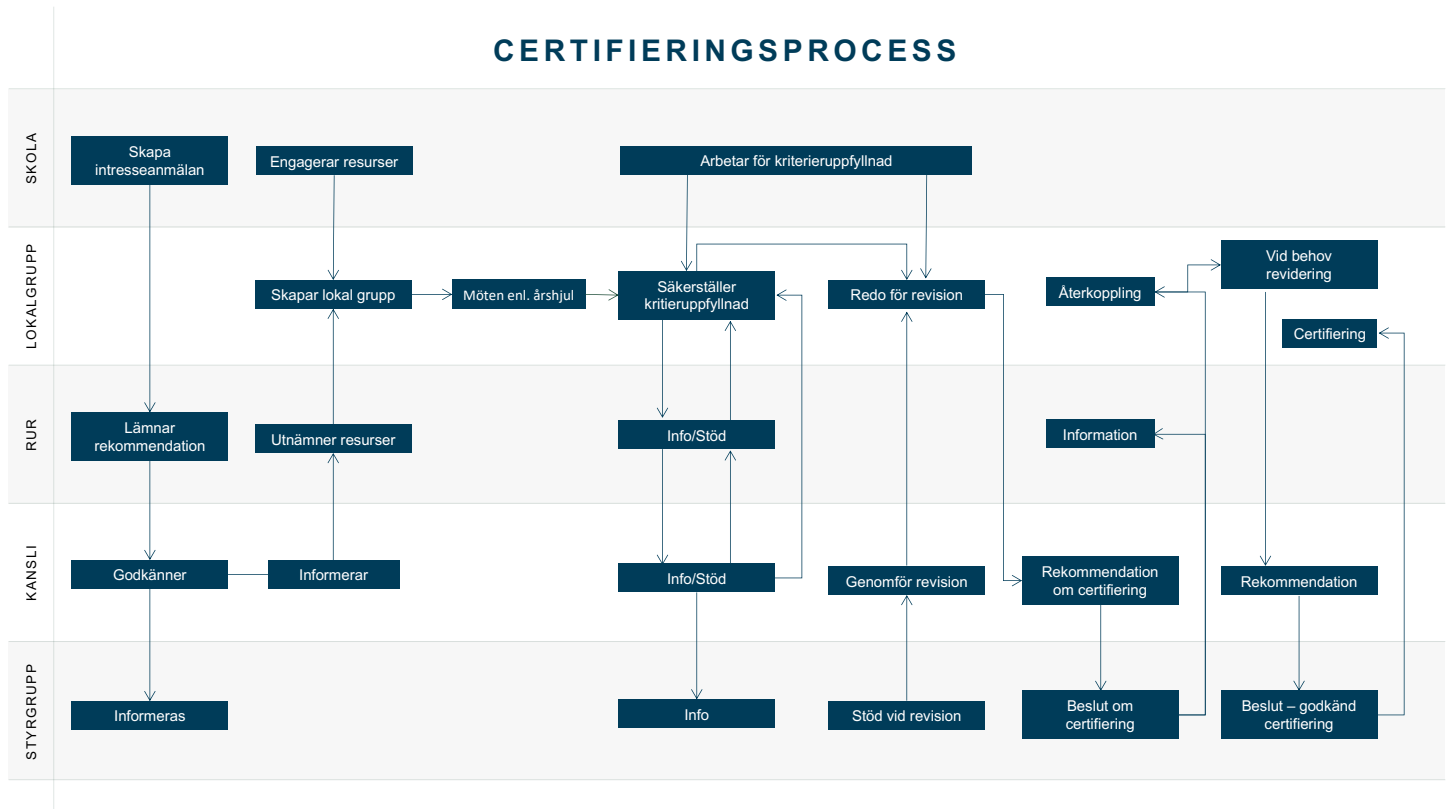 CERTIFIERINGSPROCESS
SKOLA
Skapa
intresseanmälan
Engagerar resurser
Arbetar för kriterieruppfyllnad
LOKALGRUPP
Skapar lokal grupp
Möten enl. årshjul
Säkerställer
kritieruppfyllnad
Redo för revision
Återkoppling
Vid behov
revidering
Certifiering
RUR
Lämnar
rekommendation
Utnämner resurser
Info/Stöd
Information
KANSLI
Godkänner
Informerar
Info/Stöd
Genomför revision
Rekommendation
om certifiering
Rekommendation
STYRGRUPP
Informeras
Info
Stöd vid revision
Beslut om
certifiering
Beslut – godkänd
certifiering